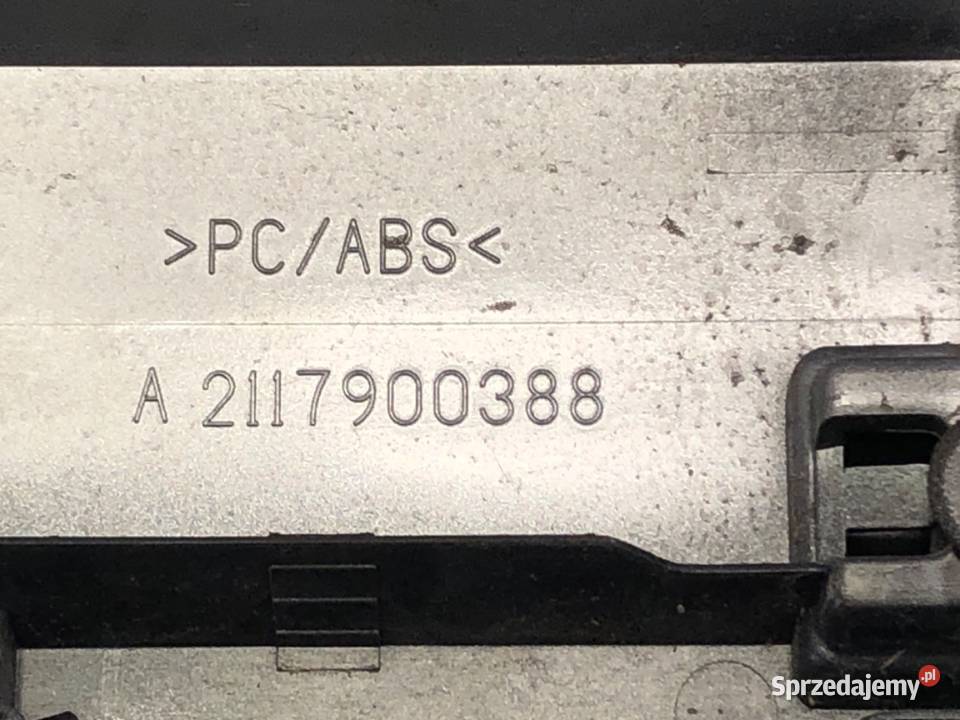 >PC/ABS<
A 2117900388
Sprzedajemy.pl